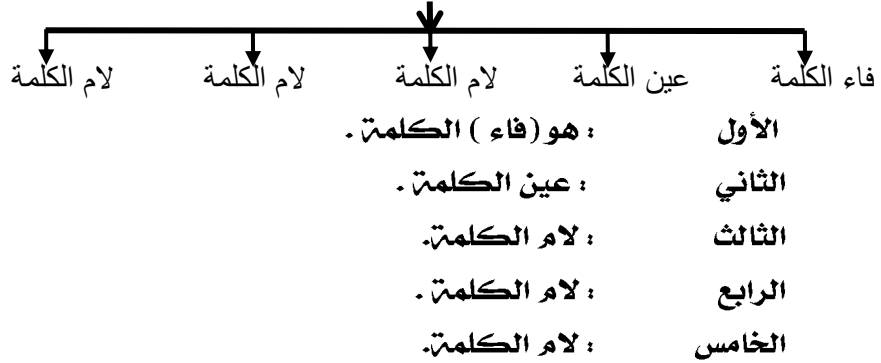 فاء الكلمة عين الكلمة لام الكلمة لام الكلمة لام الكلمة
الأول : هو (فاء ) الكلمة .
الثاني : عين الكلمة .
الثالث : لام الكلمة.
الرابع : لام الكلمة .
الخامس : لام الكلمة.